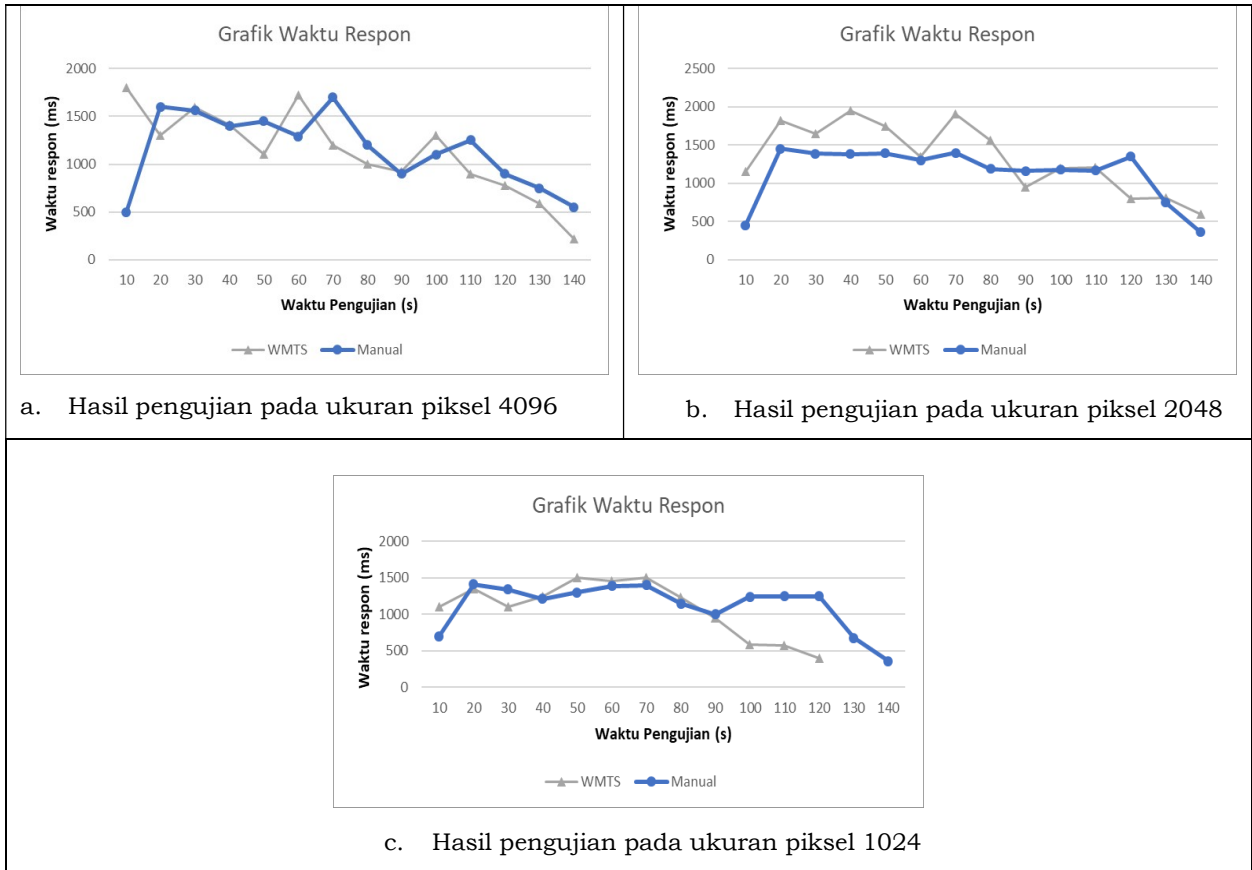 Grafik Waktu Respon
Waktu respon (ms)
2000
1500
1000
500
0
10 20 30 40 50 60 70 80 90 100 110 120 130 140
Waktu Pengujian (s)
WMTS Manual
a. Hasil pengujian pada ukuran piksel 4096
Grafik Waktu Respon
Waktu respon (ms)
2500
2000
1500
1000
500
0
10 20 30 40 50 60 70 80 90 100 110 120 130 140
Waktu Pengujian (s)
WMTS Manual
b. Hasil pengujian pada ukuran piksel 2048
Grafik Waktu Respon
Waktu respon (ms)
2000
1500
1000
500
0
10 20 30 40 50 60 70 80 90 100 110 120 130 140
Waktu Pengujian (s)
WMTS Manual
c. Hasil pengujian pada ukuran piksel 1024